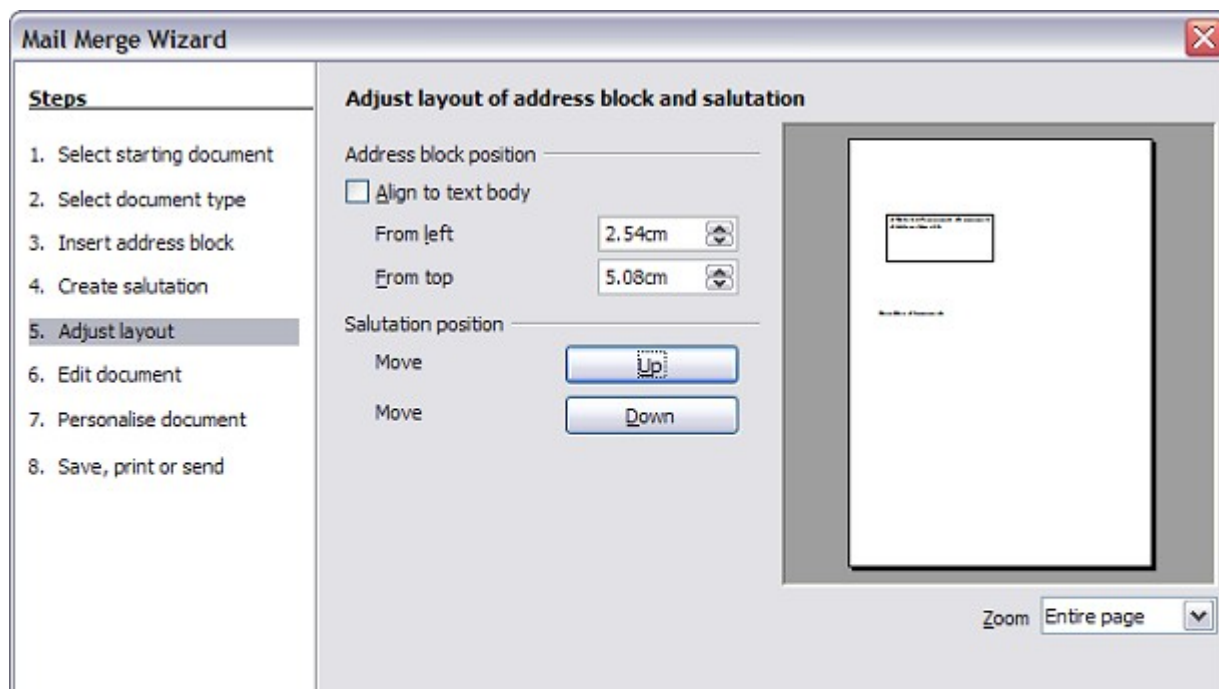 Mail Merge Wizard
Steps
1. Select starting document
2. Select document type
3. Insert address block
4. Create salutation
5. Adjust layout
6. Edit document
7. Personalise document
8. Save, print or send
Adjust layout of address block and salutation
Address block position
Align to text body
From left 2.54cm
From top 5.08cm
Salutation position
Move Up
Move Down
Zoom Entire page